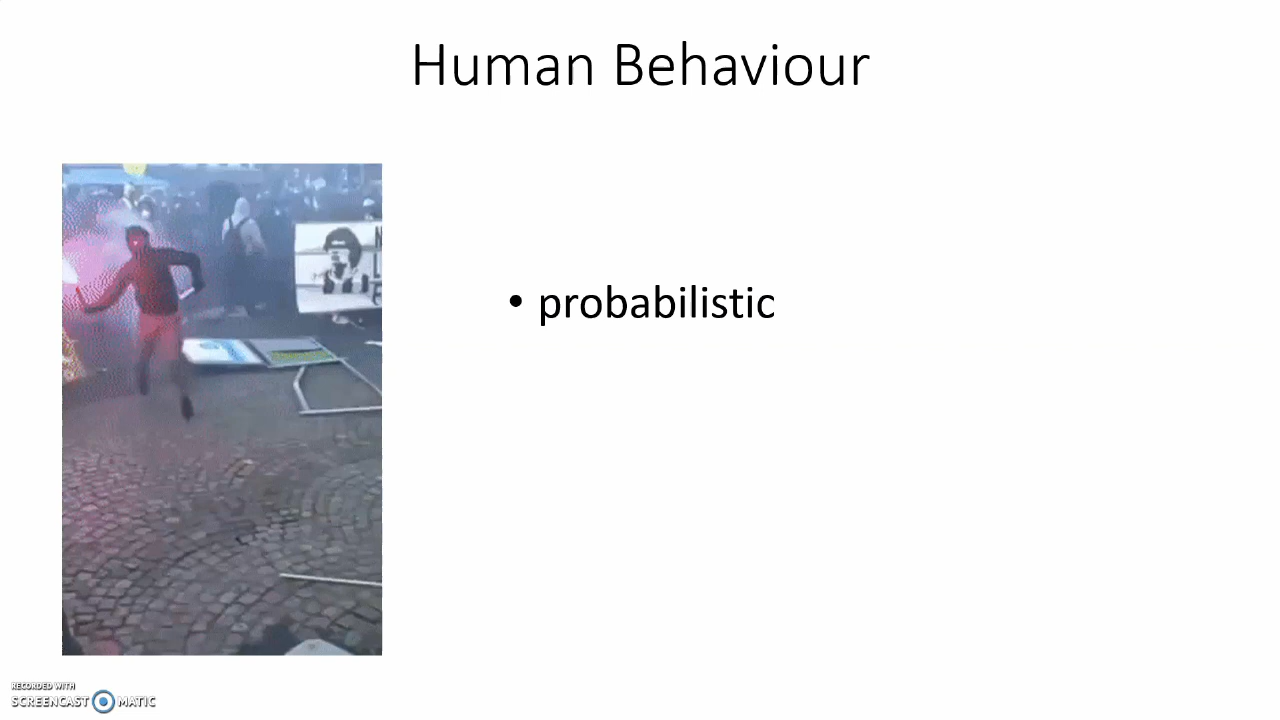 Human Behaviour
• probabilistic
RECORDED WITH
SCREENCAST MATIC